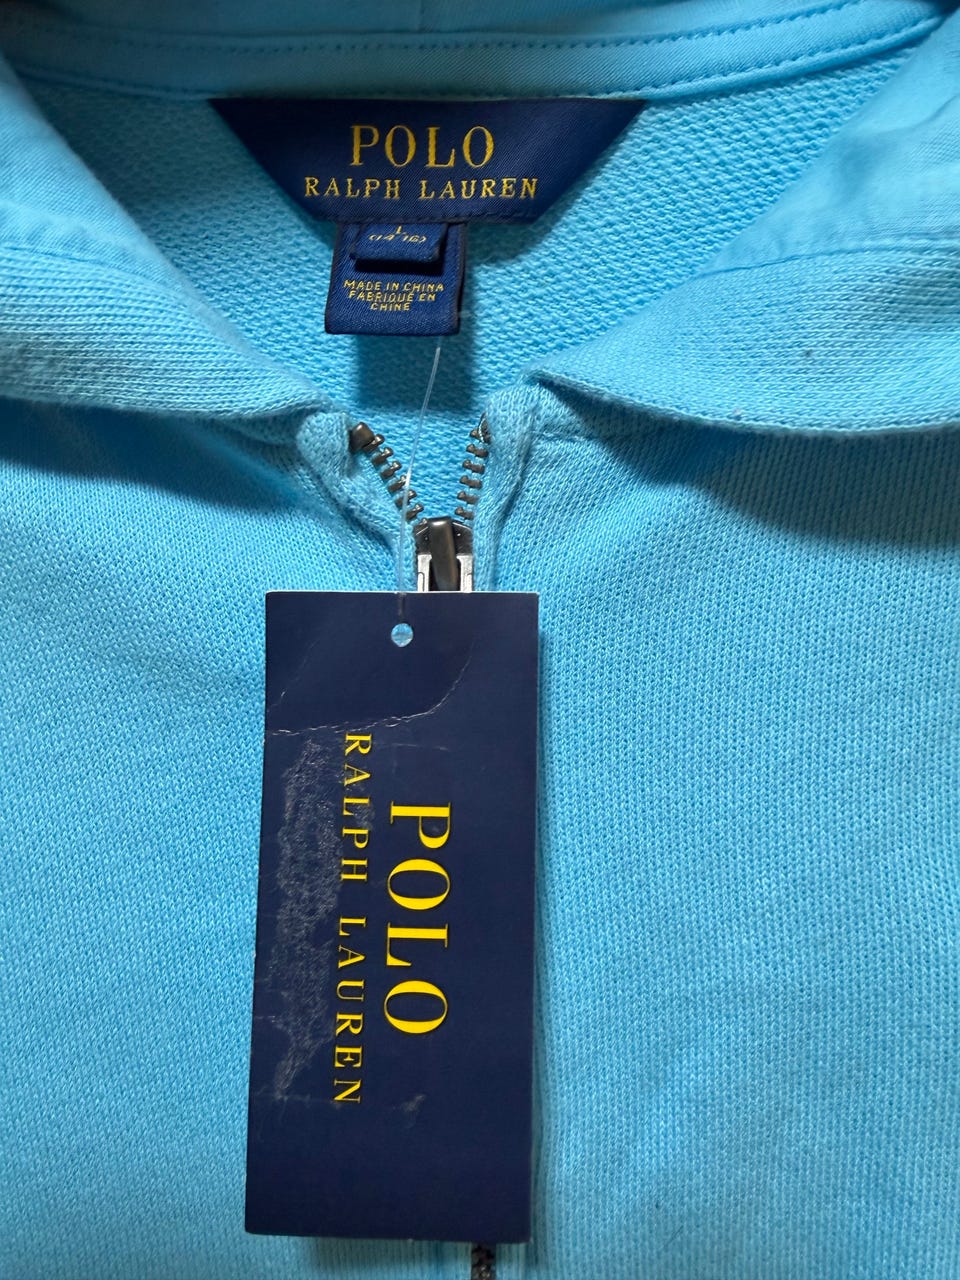 POLO
RALPH LAUREN
L
(14-16)
MADE IN CHINA
FABRIQUÉ EN
CHINE
POLO
RALPH LAUREN